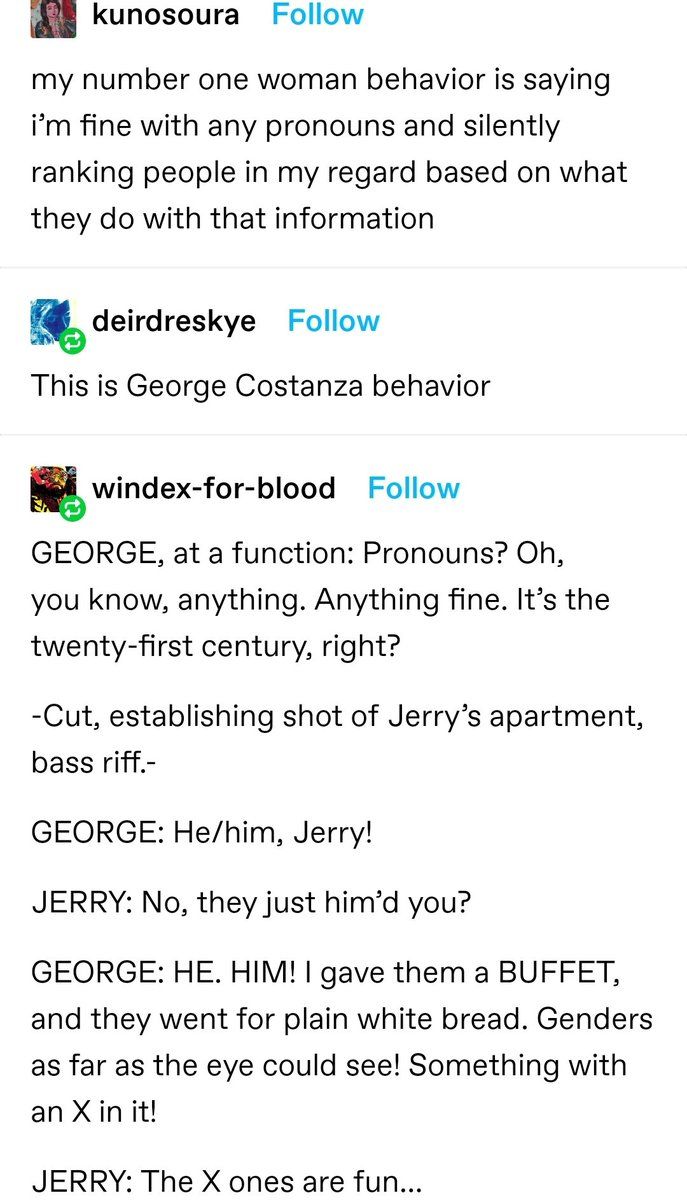 kunosoura Follow
my number one woman behavior is saying
i'm fine with any pronouns and silently
ranking people in my regard based on what
they do with that information
deirdreskye Follow
This is George Costanza behavior
windex-for-blood Follow
GEORGE, at a function: Pronouns? Oh,
you know, anything. Anything fine. It's the
twenty-first century, right?
-Cut, establishing shot of Jerry's apartment,
bass riff.-
GEORGE: He/him, Jerry!
JERRY: No, they just him'd you?
GEORGE: HE. HIM! I gave them a BUFFET,
and they went for plain white bread. Genders
as far as the eye could see! Something with
an X in it!
JERRY: The X ones are fun...